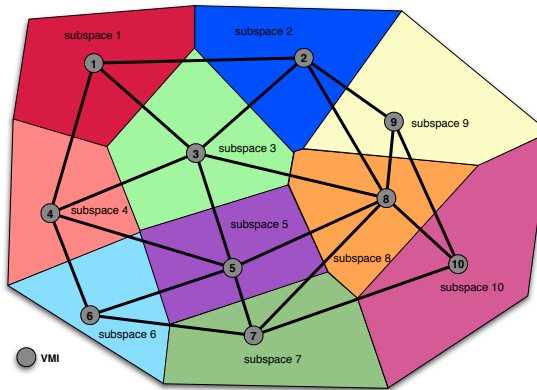 subspace 1
subspace 2
1
2
9
subspace 9
3
subspace 3
8
4
subspace 4
subspace 5
5
subspace 8
10
subspace 10
6
subspace 6
7
subspace 7
VMI